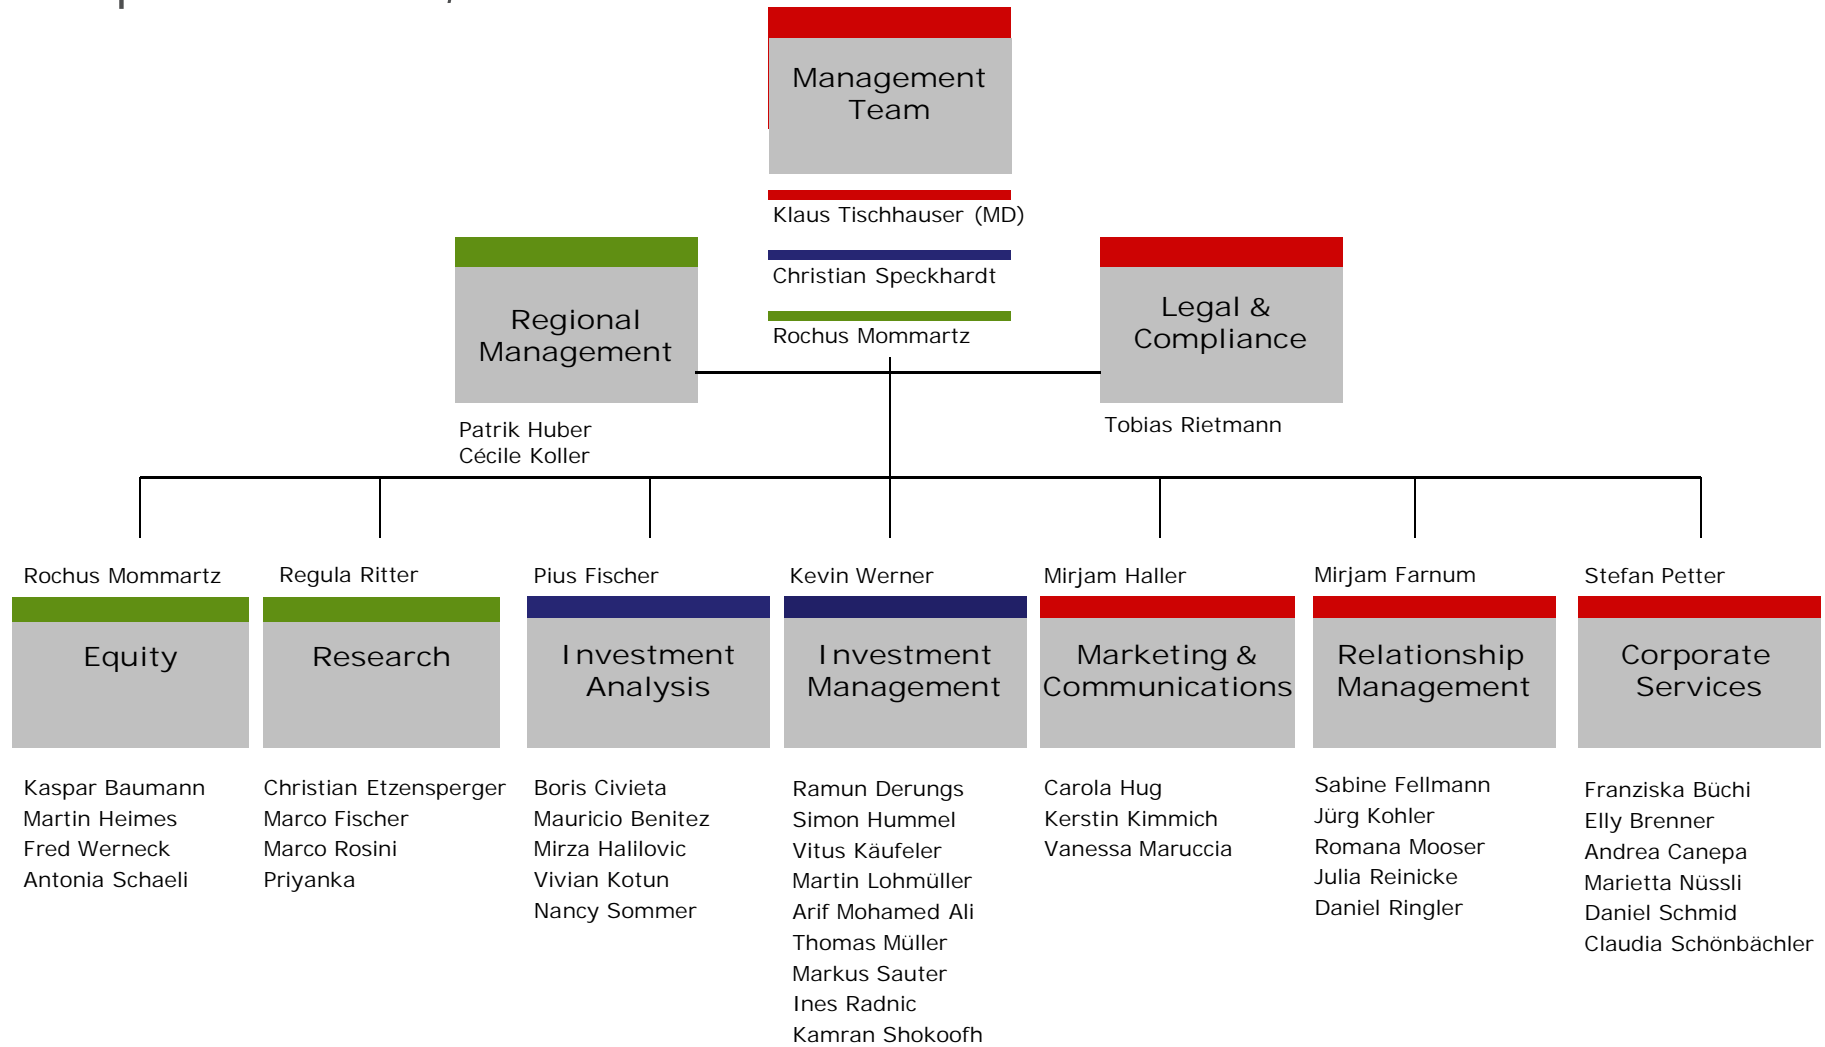 Management
Team
Klaus Tischhauser (MD)
Christian Speckhardt
Rochus Mommartz
Regional
Management
Patrik Huber
Cécile Koller
Legal &
Compliance
Tobias Rietmann
Rochus Mommartz
Equity
Kaspar Baumann
Martin Heimes
Fred Werneck
Antonia Schaeli
Regula Ritter
Research
Christian Etzensperger
Marco Fischer
Marco Rosini
Priyanka
Pius Fischer
Investment
Analysis
Boris Civieta
Mauricio Benitez
Mirza Halilovic
Vivian Kotun
Nancy Sommer
Kevin Werner
Investment
Management
Ramun Derungs
Simon Hummel
Vitus Käufeler
Martin Lohmüller
Arif Mohamed Ali
Thomas Müller
Markus Sauter
Ines Radnic
Kamran Shokoofh
Mirjam Haller
Marketing &
Communications
Carola Hug
Kerstin Kimmich
Vanessa Maruccia
Mirjam Farnum
Relationship
Management
Sabine Fellmann
Jürg Kohler
Romana Mooser
Julia Reinicke
Daniel Ringler
Stefan Petter
Corporate
Services
Franziska Büchi
Elly Brenner
Andrea Canepa
Marietta Nüssli
Daniel Schmid
Claudia Schönbächler